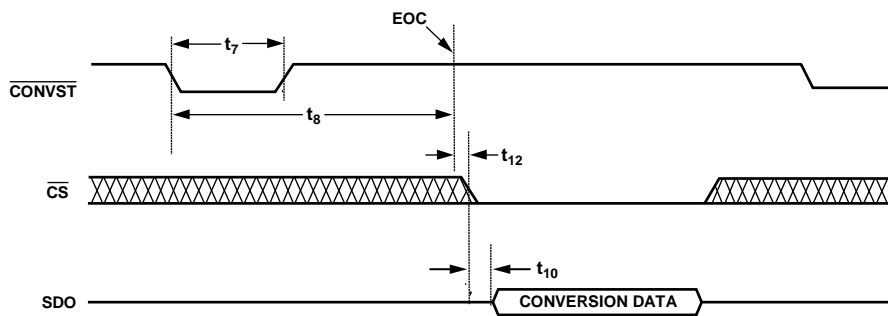 EOC
t7
CONVST
t8
t12
CS
t10
SDO
CONVERSION DATA